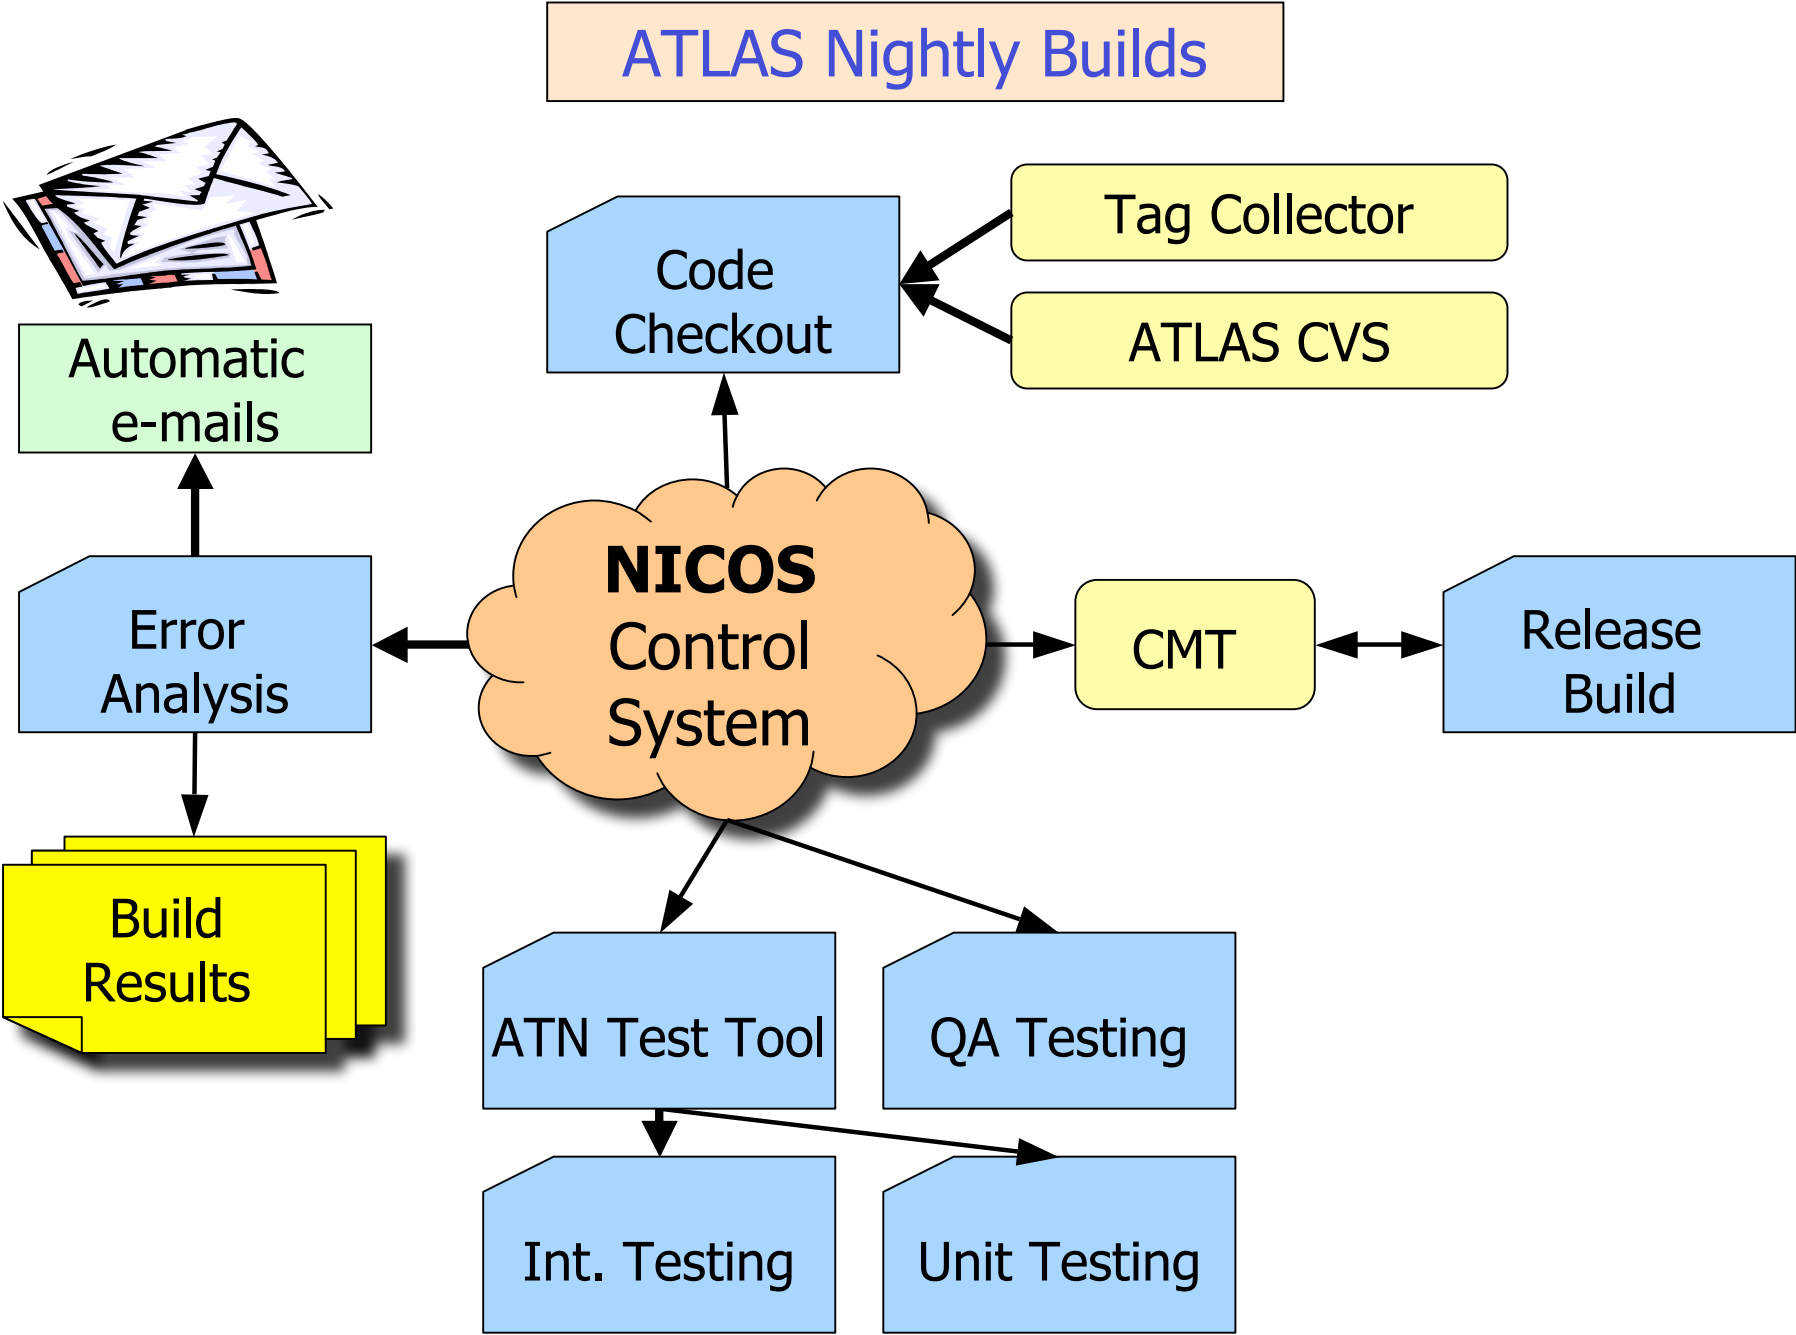 ATLAS Nightly Builds
Tag Collector
Code
Checkout
ATLAS CVS
Automatic
e-mails
NICOS
Control
System
Error
Analysis
CMT
Release
Build
Build
Results
ATN Test Tool
QA Testing
Int. Testing
Unit Testing